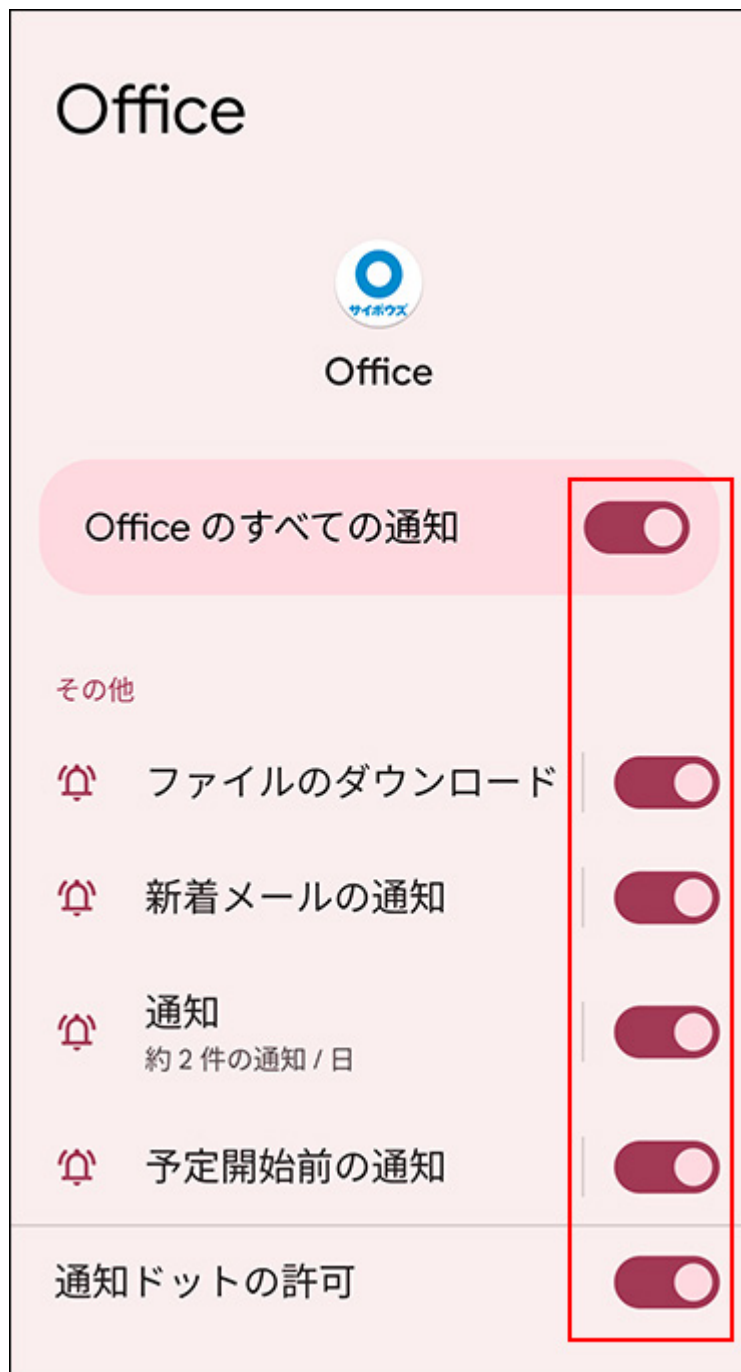 Office
サイボウズ
Office
Office のすべての通知
その他
ファイルのダウンロード
新着メールの通知
通知
約 2 件の通知 / 日
予定開始前の通知
通知ドットの許可